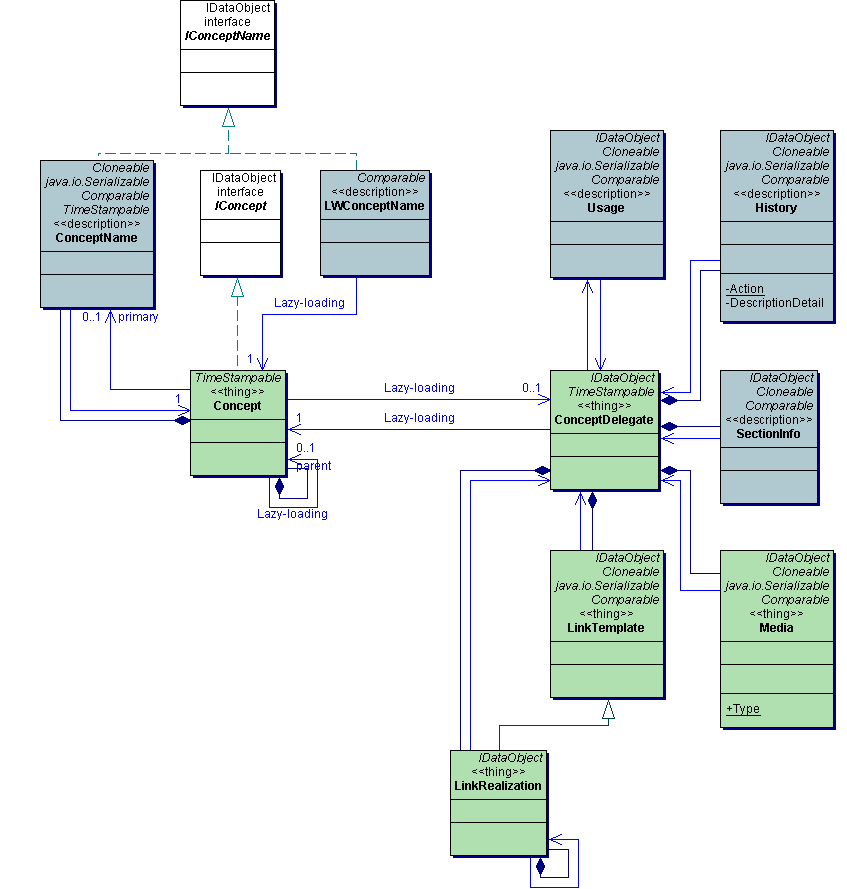 IDataObject
interface
IConceptName
Cloneable
java.io.Serializable
Comparable
TimeStampable
<<description>>
ConceptName
IDataObject
interface
IConcept
Comparable
<<description>>
LWConceptName
IDataObject
Cloneable
java.io.Serializable
Comparable
<<description>>
Usage
IDataObject
Cloneable
java.io.Serializable
Comparable
<<description>>
History
-Action
-DescriptionDetail
Lazy-loading
0..1
primary
1
1
TimeStampable
<<thing>>
Concept
Lazy-loading
0..1
Lazy-loading
1
0..1
parent
Lazy-loading
IDataObject
TimeStampable
<<thing>>
ConceptDelegate
IDataObject
Cloneable
Comparable
<<description>>
SectionInfo
IDataObject
Cloneable
java.io.Serializable
Comparable
<<thing>>
LinkTemplate
IDataObject
Cloneable
java.io.Serializable
Comparable
<<thing>>
Media
+Type
IDataObject
<<thing>>
LinkRealization